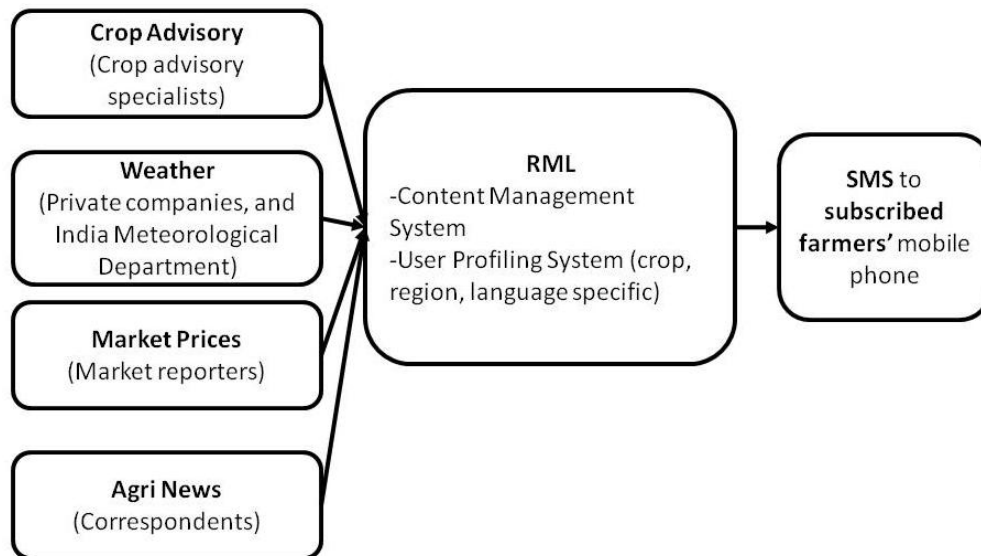 Crop Advisory
(Crop advisory
specialists)
Weather
(Private companies, and
India Meteorological
Department)
Market Prices
(Market reporters)
Agri News
(Correspondents)
RML
-Content Management
System
-User Profiling System (crop,
region, language specific)
SMS to
subscribed
farmers’ mobile
phone